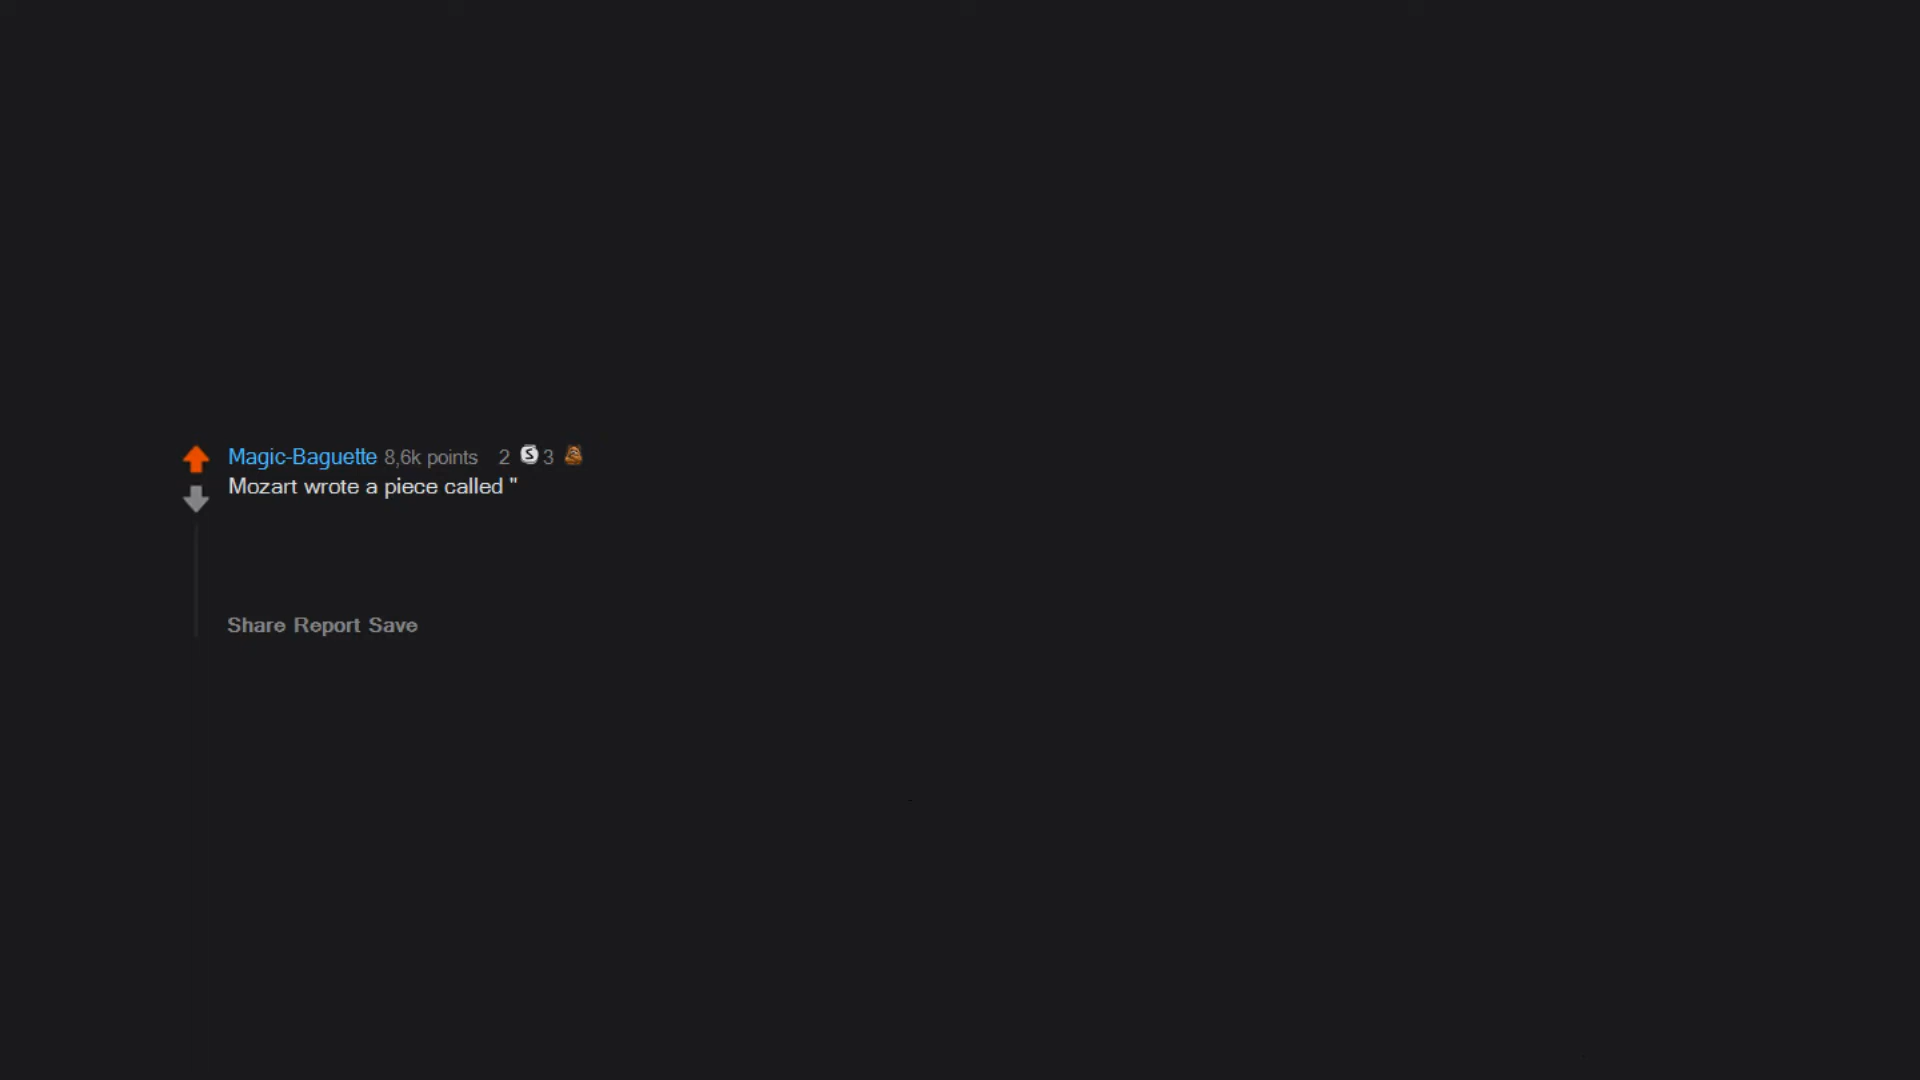 Magic-Baguette 8,6k points 2 S 3
Mozart wrote a piece called "
Share Report Save